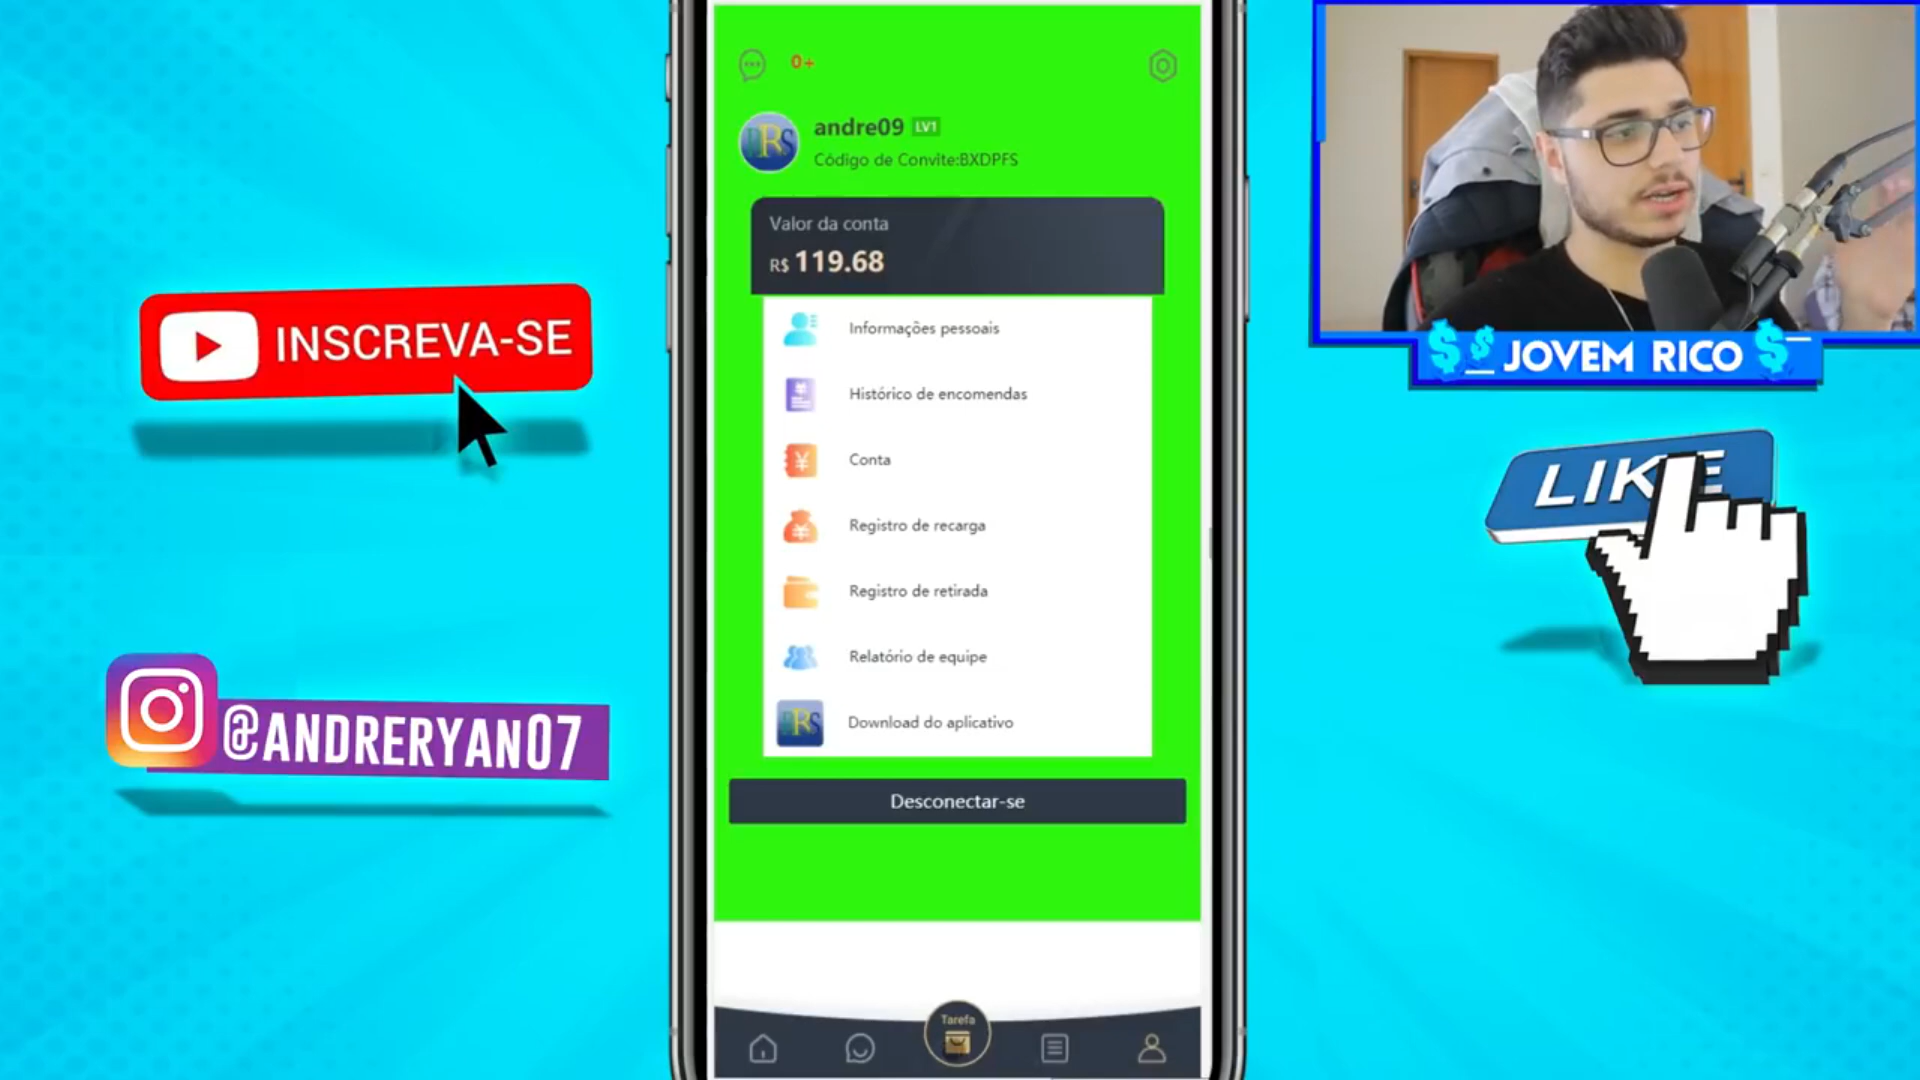 INSCREVA-SE
@ANDRERYAN07
0+
andre09 LV1
Código de Convite:BXDPFS
Valor da conta
R$ 119.68
Informações pessoais
Histórico de encomendas
Conta
Registro de recarga
Registro de retirada
Relatório de equipe
Download do aplicativo
Desconectar-se
Tarefa
$ $ JOVEM RICO $
LIKE